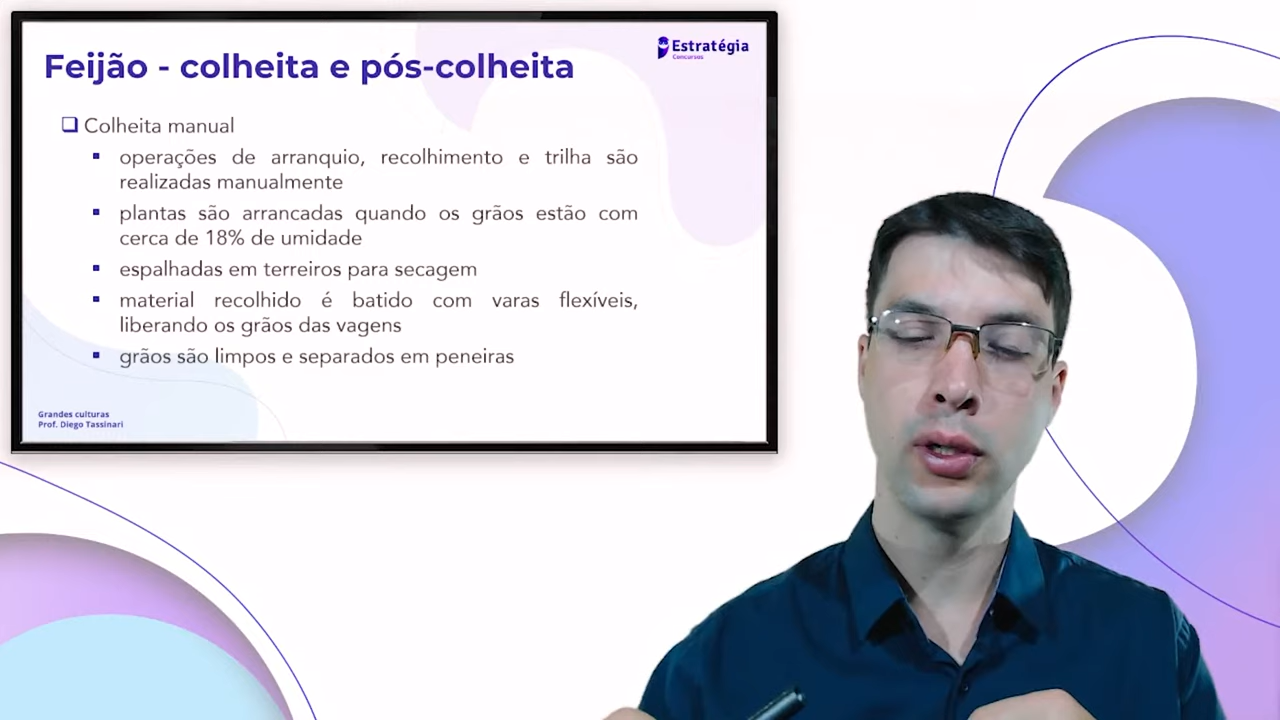 Feijão - colheita e pós-colheita
Estratégia
Concursos
Colheita manual
operações de arranquio, recolhimento e trilha são
realizadas manualmente
plantas são arrancadas quando os grãos estão com
cerca de 18% de umidade
espalhadas em terreiros para secagem
material recolhido é batido com varas flexíveis,
liberando os grãos das vagens
grãos são limpos e separados em peneiras
Grandes culturas
Prof. Diego Tassinari